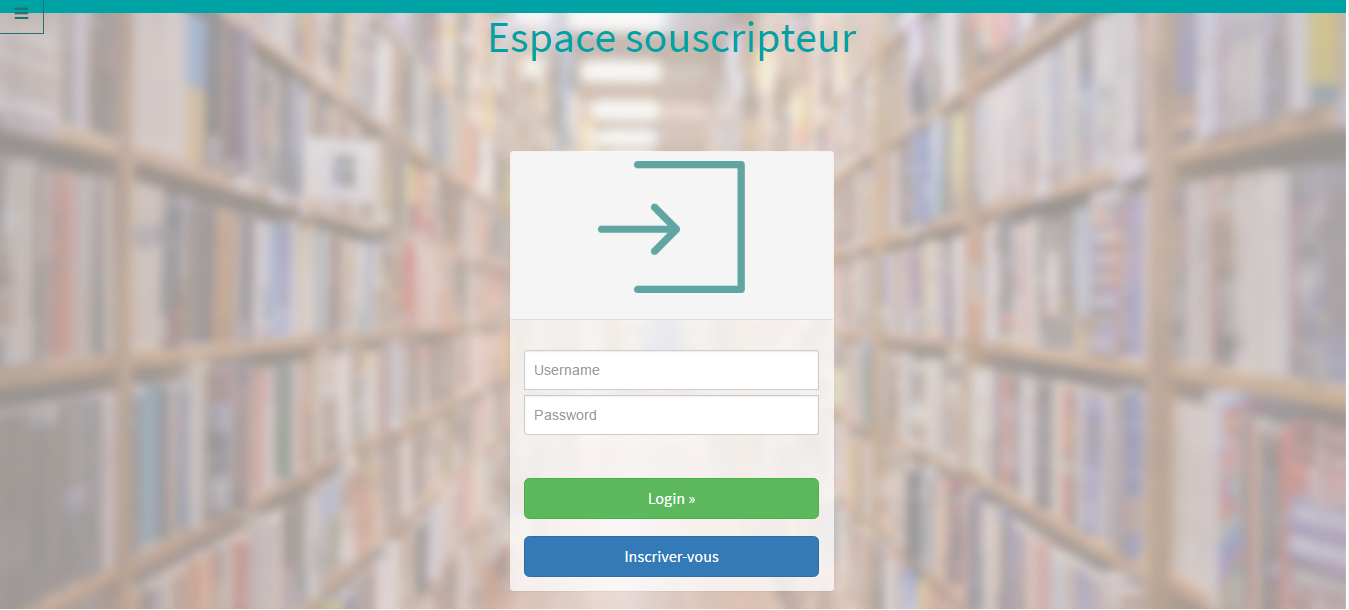 Espace souscripteur
Username
Password
Login »
Inscriver-vous